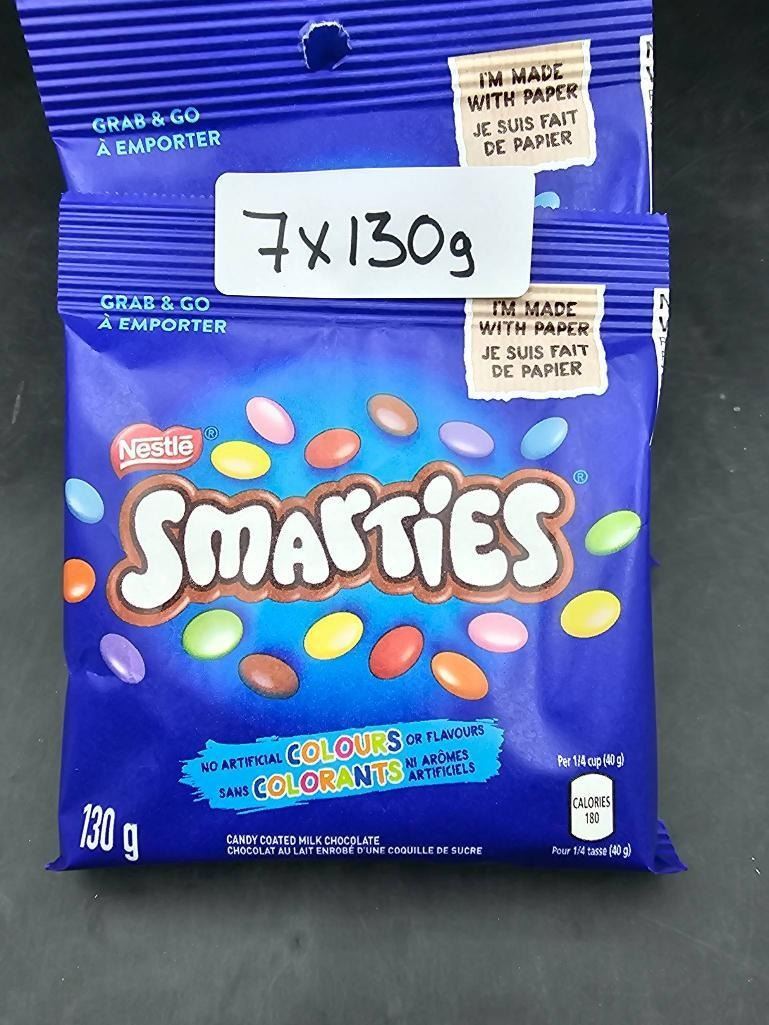 GRAB & GO
À EMPORTER
I'M MADE
WITH PAPER
JE SUIS FAIT
DE PAPIER
7x130g
GRAB & GO
À EMPORTER
I'M MADE
WITH PAPER
JE SUIS FAIT
DE PAPIER
Nestlé ®
SMARTiES ®
NO ARTIFICIAL COLOURS OR FLAVOURS
SANS COLORANTS NI ARÔMES
ARTIFICIELS
Per 1/4 cup (40 g)
CALORIES
180
Pour 1/4 tasse (40 g)
130 g
CANDY COATED MILK CHOCOLATE
CHOCOLAT AU LAIT ENROBÉ D'UNE COQUILLE DE SUCRE